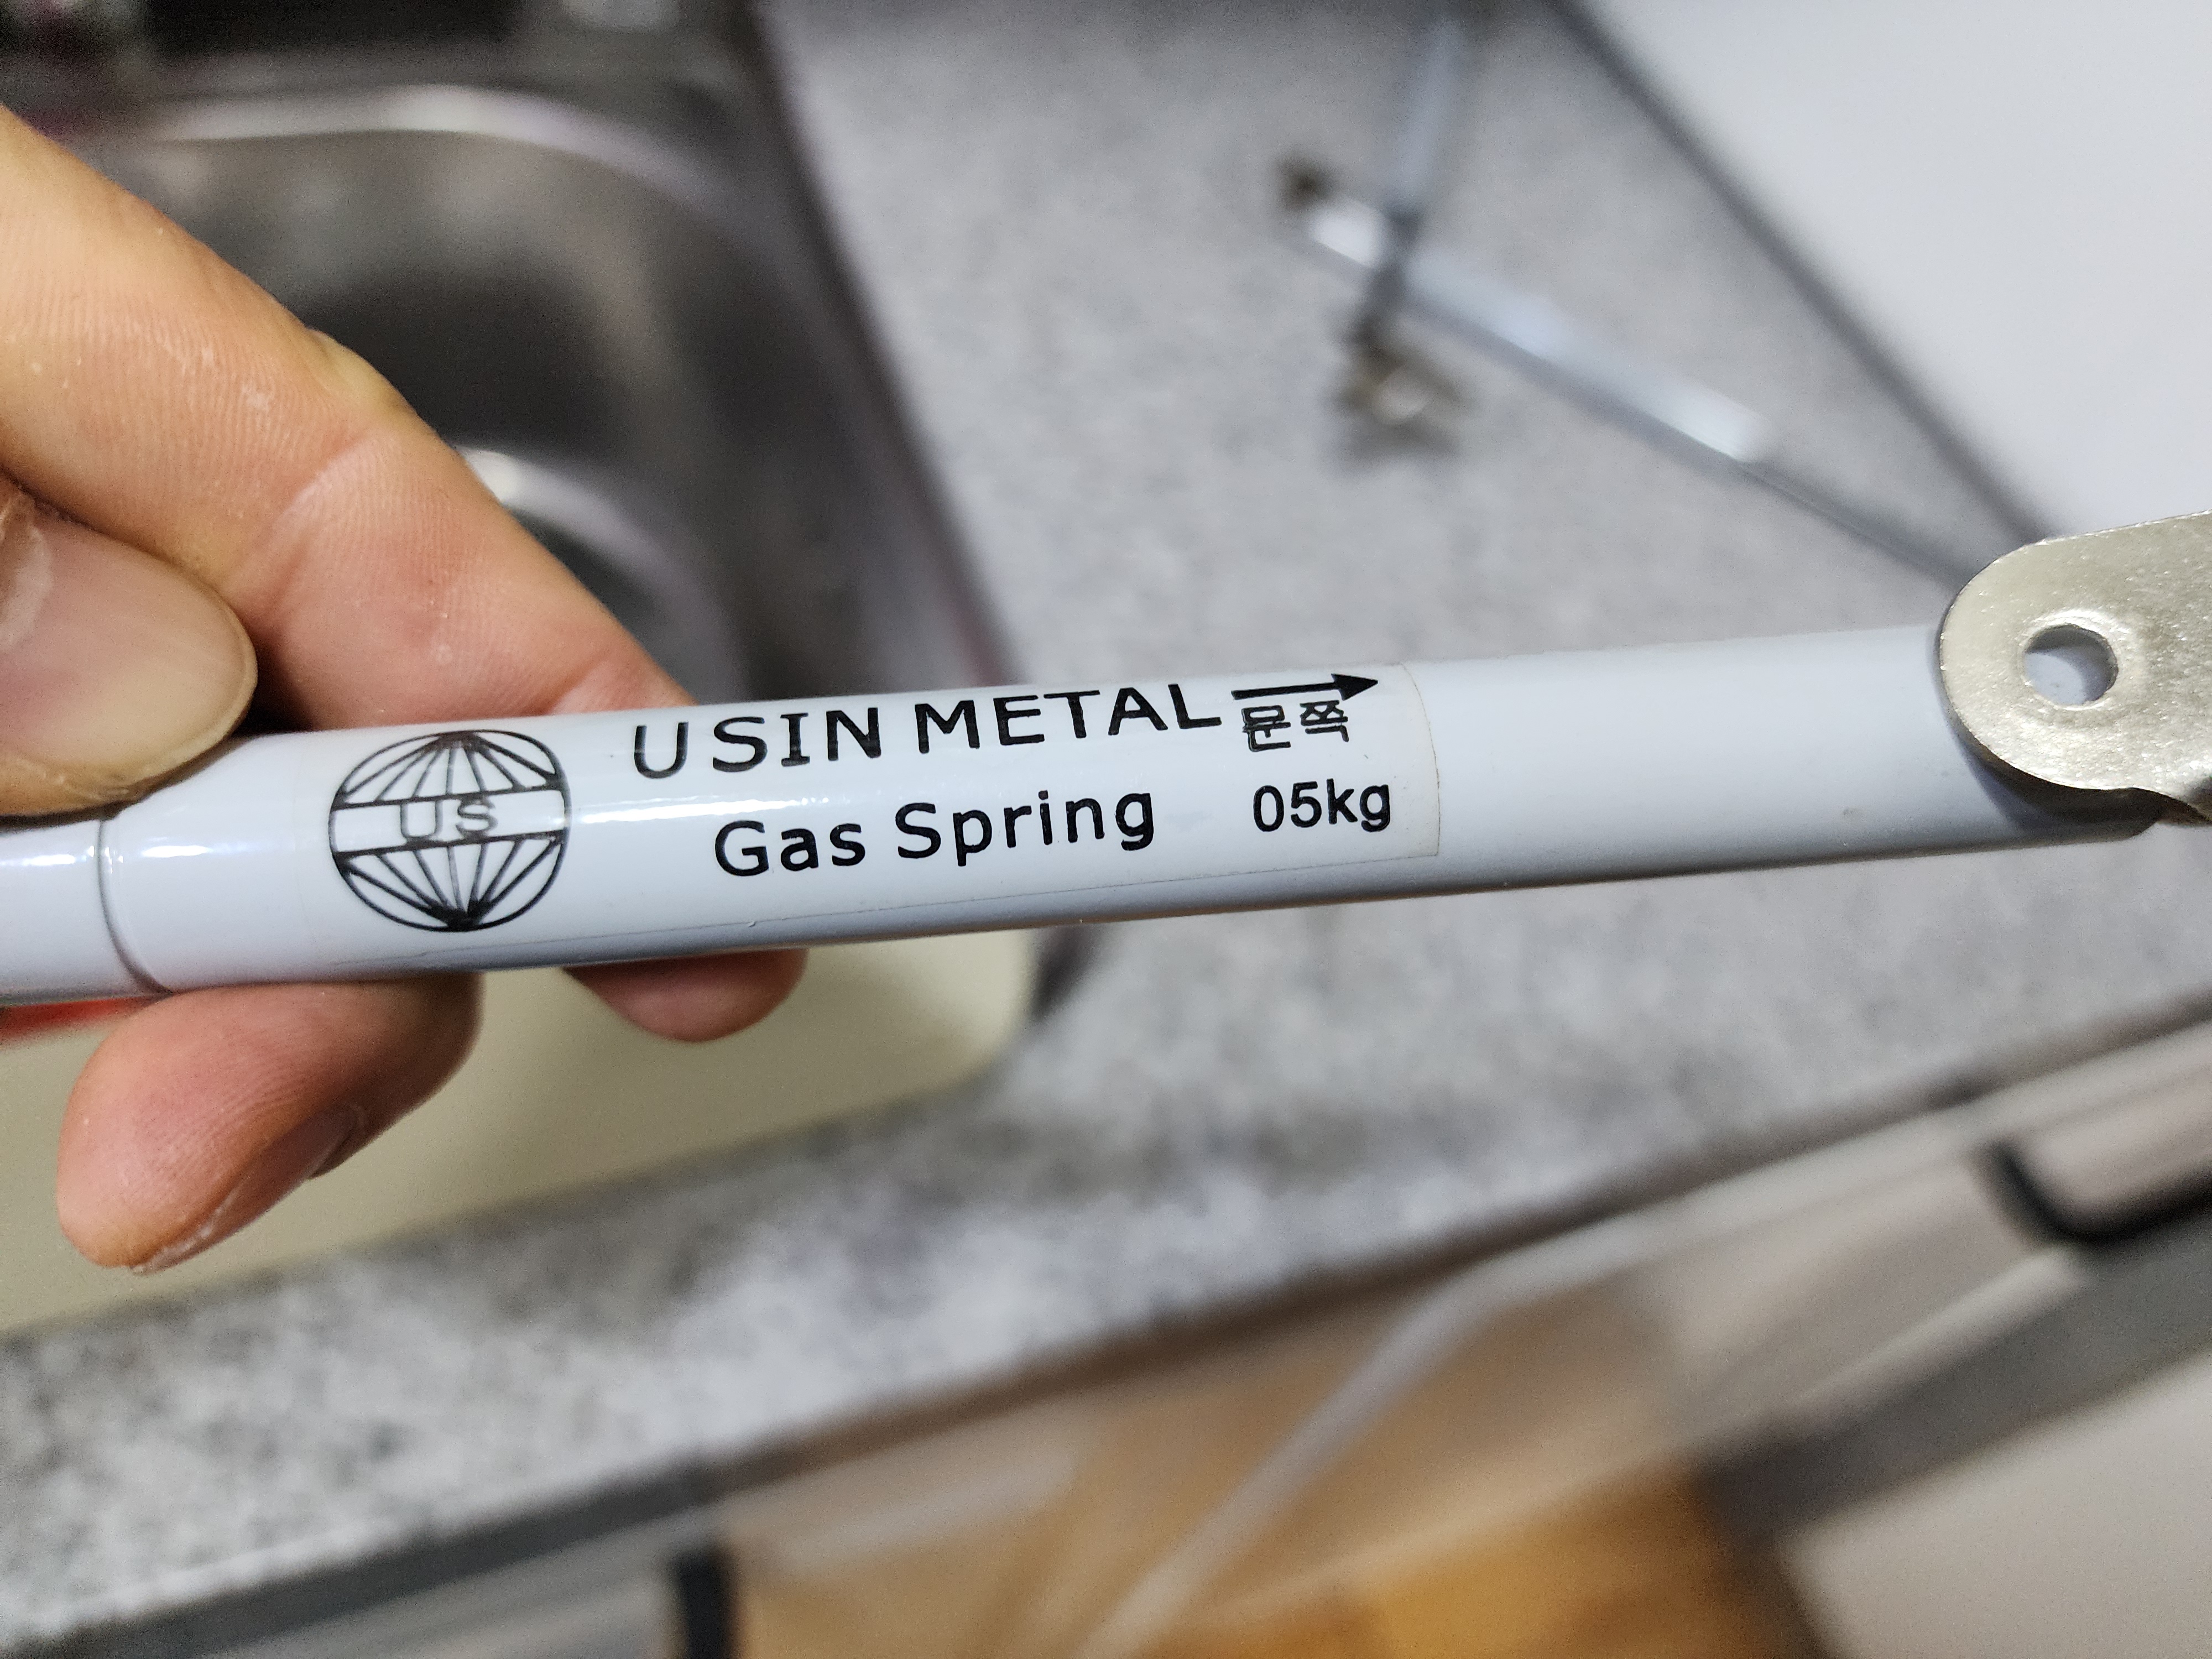 US
USIN METAL
문쪽
Gas Spring 05kg